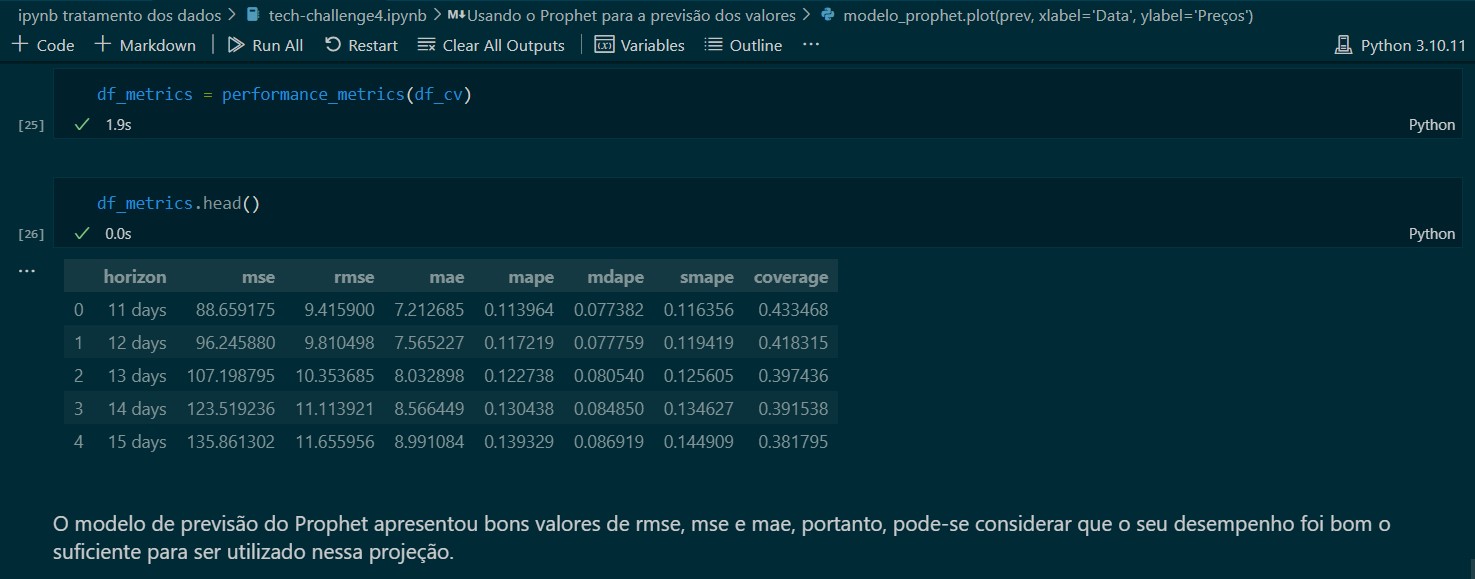 ipynb tratamento dos dados > tech-challenge4.ipynb > M↓Usando o Prophet para a previsão dos valores > modelo_prophet.plot(prev, xlabel='Data', ylabel='Preços')
+ Code + Markdown | Run All Restart Clear All Outputs | Variables Outline ... Python 3.10.11
df_metrics = performance_metrics(df_cv)
[25] ✓ 1.9s Python
df_metrics.head()
[26] ✓ 0.0s Python
...
horizon mse rmse mae mape mdape smape coverage
0 11 days 88.659175 9.415900 7.212685 0.113964 0.077382 0.116356 0.433468
1 12 days 96.245880 9.810498 7.565227 0.117219 0.077759 0.119419 0.418315
2 13 days 107.198795 10.353685 8.032898 0.122738 0.080540 0.125605 0.397436
3 14 days 123.519236 11.113921 8.566449 0.130438 0.084850 0.134627 0.391538
4 15 days 135.861302 11.655956 8.991084 0.139329 0.086919 0.144909 0.381795
O modelo de previsão do Prophet apresentou bons valores de rmse, mse e mae, portanto, pode-se considerar que o seu desempenho foi bom o
suficiente para ser utilizado nessa projeção.